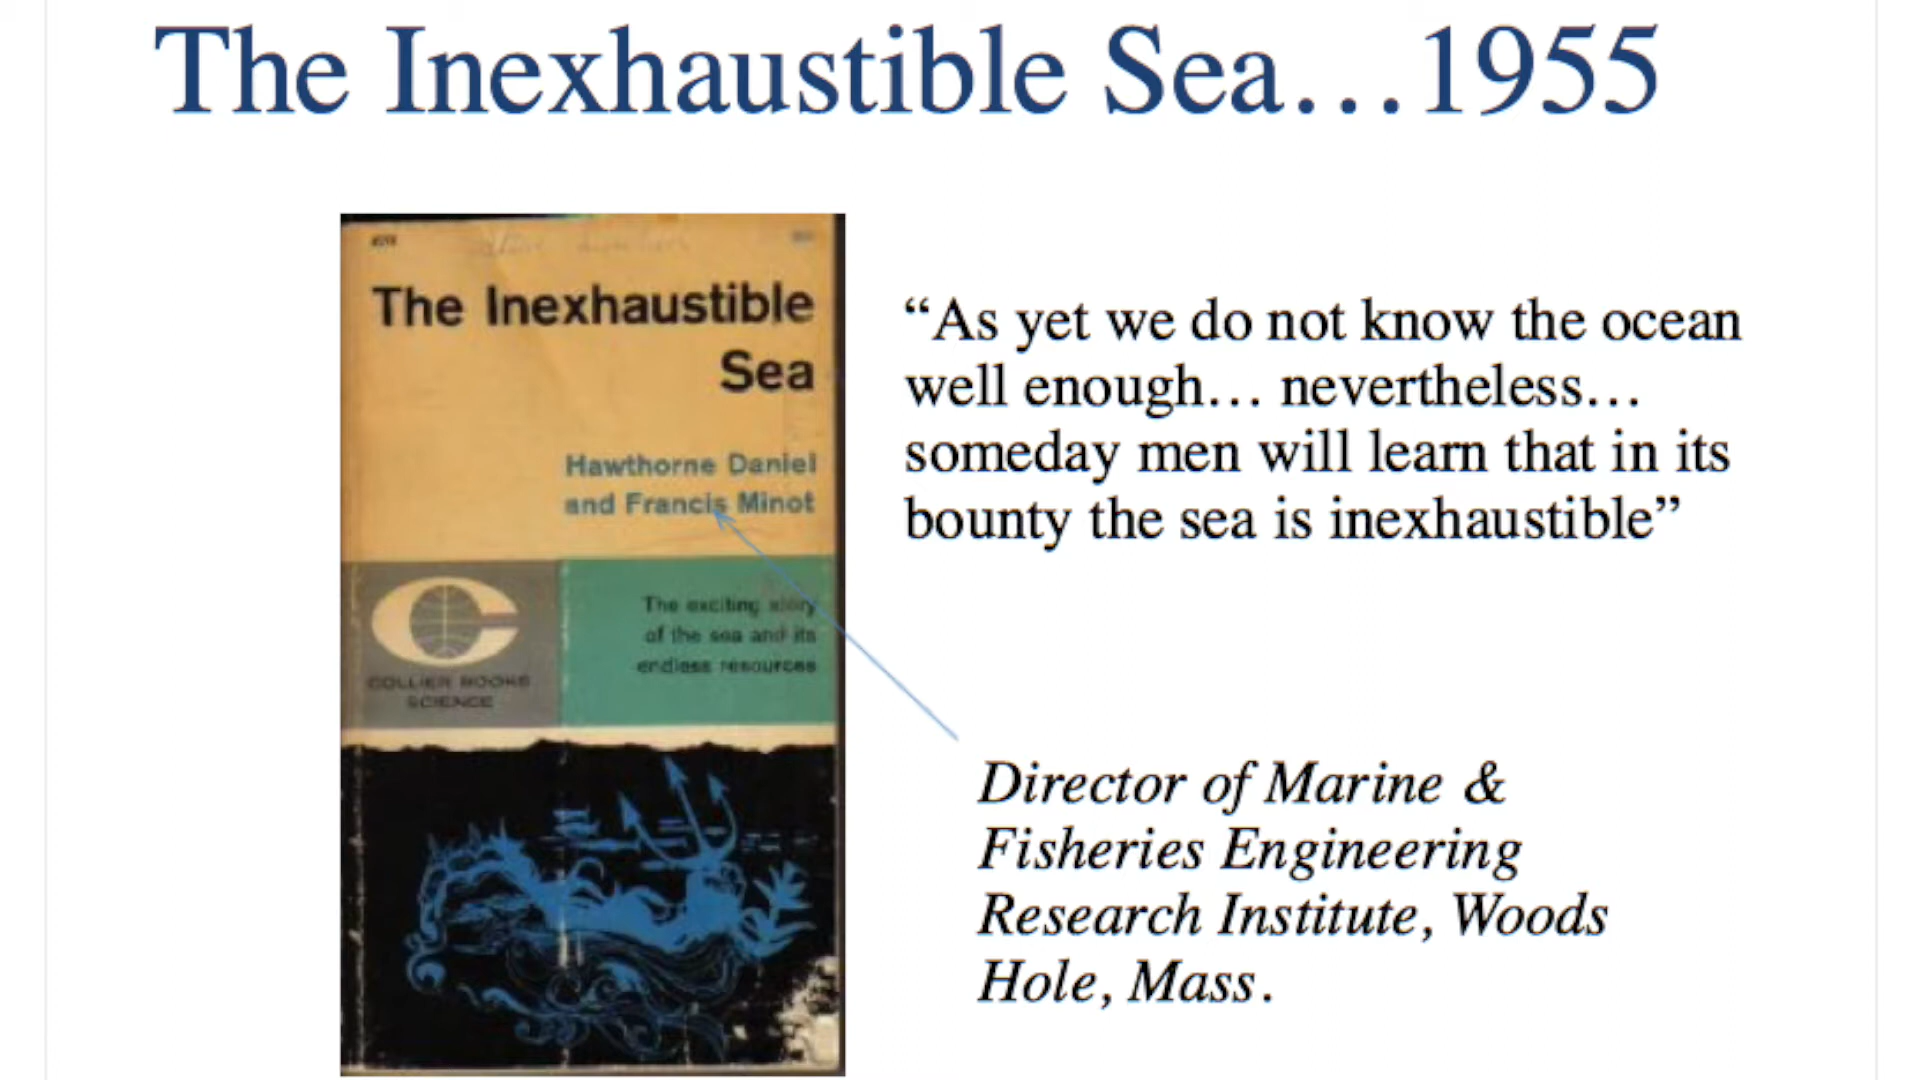 The Inexhaustible Sea…1955
The Inexhaustible
Sea
Hawthorne Daniel
and Francis Minot
The exciting story
of the sea and its
endless resources
COLLIER BOOKS
SCIENCE
“As yet we do not know the ocean
well enough… nevertheless…
someday men will learn that in its
bounty the sea is inexhaustible”
Director of Marine &
Fisheries Engineering
Research Institute, Woods
Hole, Mass.